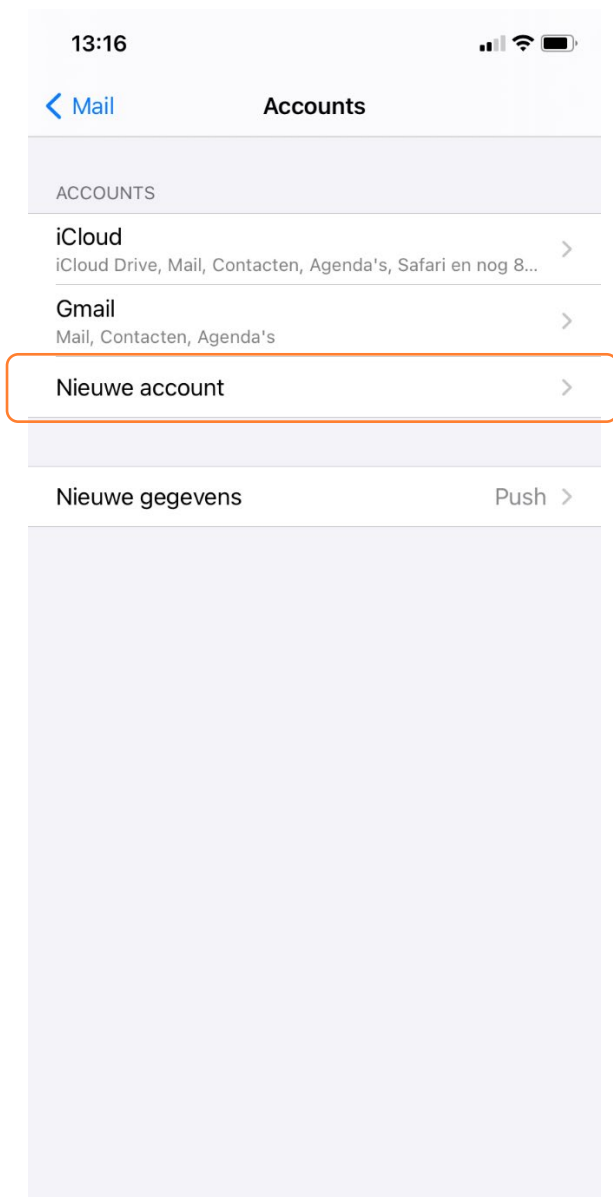 13:16
Mail
Accounts
ACCOUNTS
iCloud
iCloud Drive, Mail, Contacten, Agenda's, Safari en nog 8...
Gmail
Mail, Contacten, Agenda's
Nieuwe account
Nieuwe gegevens Push